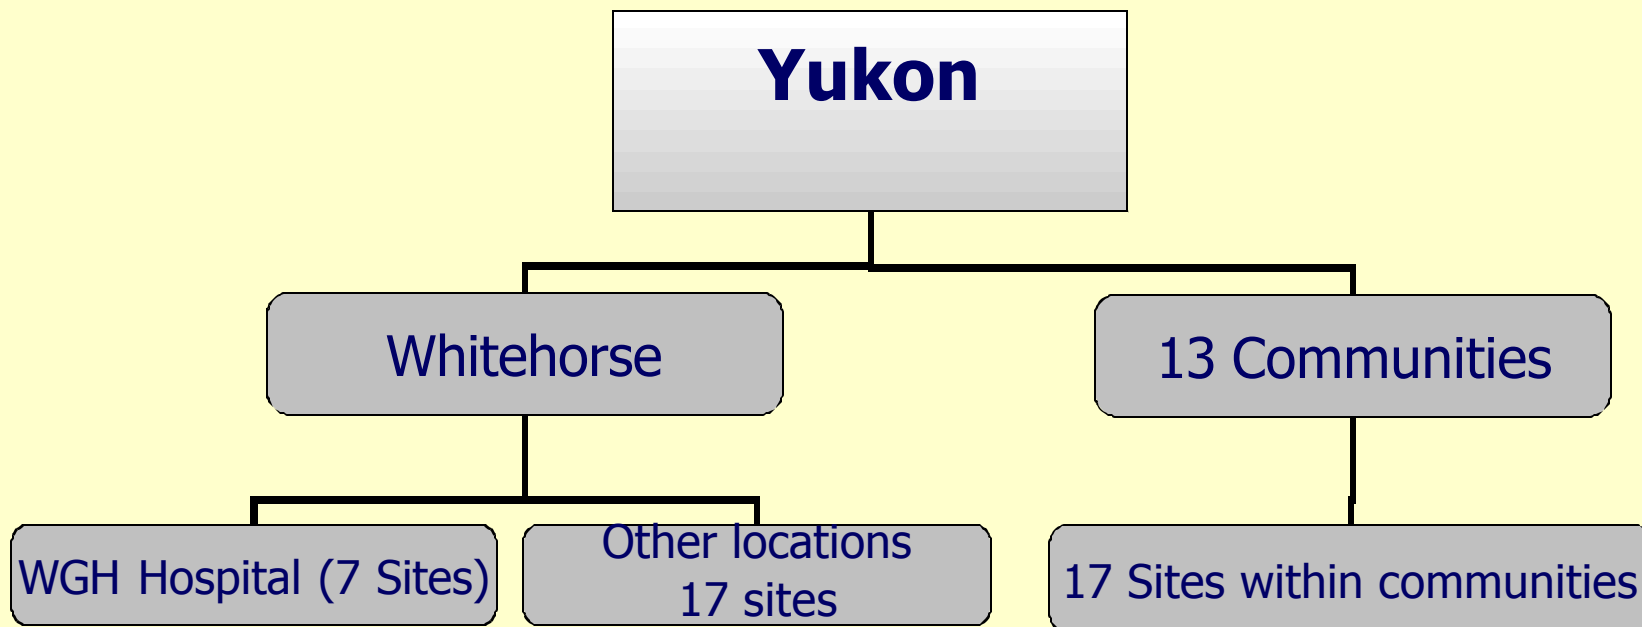 Yukon
Whitehorse
13 Communities
WGH Hospital (7 Sites)
Other locations
17 sites
17 Sites within communities